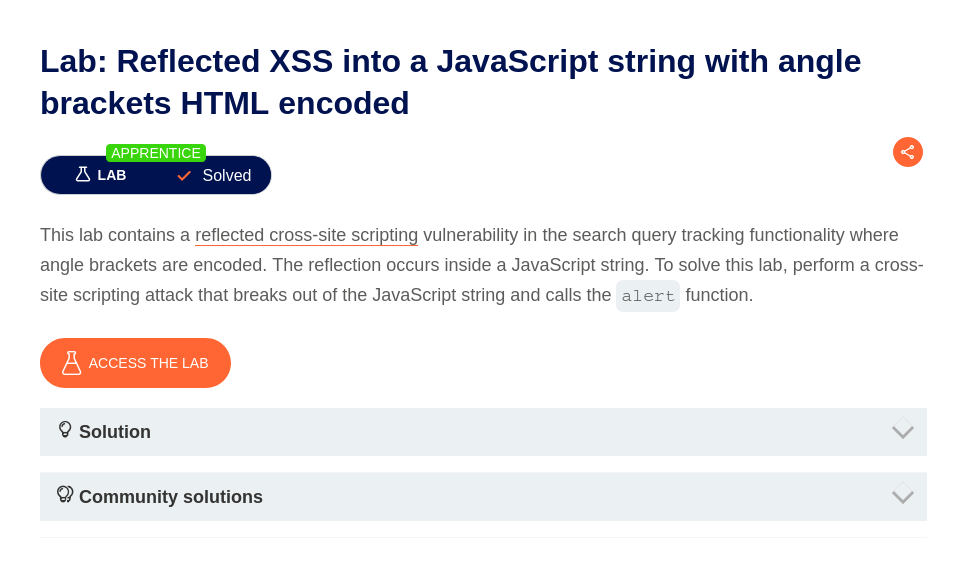 Lab: Reflected XSS into a JavaScript string with angle
brackets HTML encoded
APPRENTICE
LAB Solved
This lab contains a reflected cross-site scripting vulnerability in the search query tracking functionality where
angle brackets are encoded. The reflection occurs inside a JavaScript string. To solve this lab, perform a cross-
site scripting attack that breaks out of the JavaScript string and calls the alert function.
ACCESS THE LAB
Solution
Community solutions